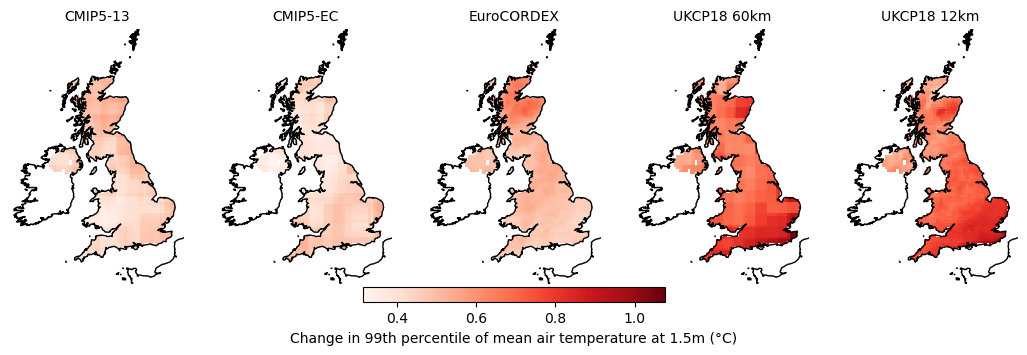 CMIP5-13 CMIP5-EC EuroCORDEX UKCP18 60km UKCP18 12km
0.4 0.6 0.8 1.0
Change in 99th percentile of mean air temperature at 1.5m (°C)